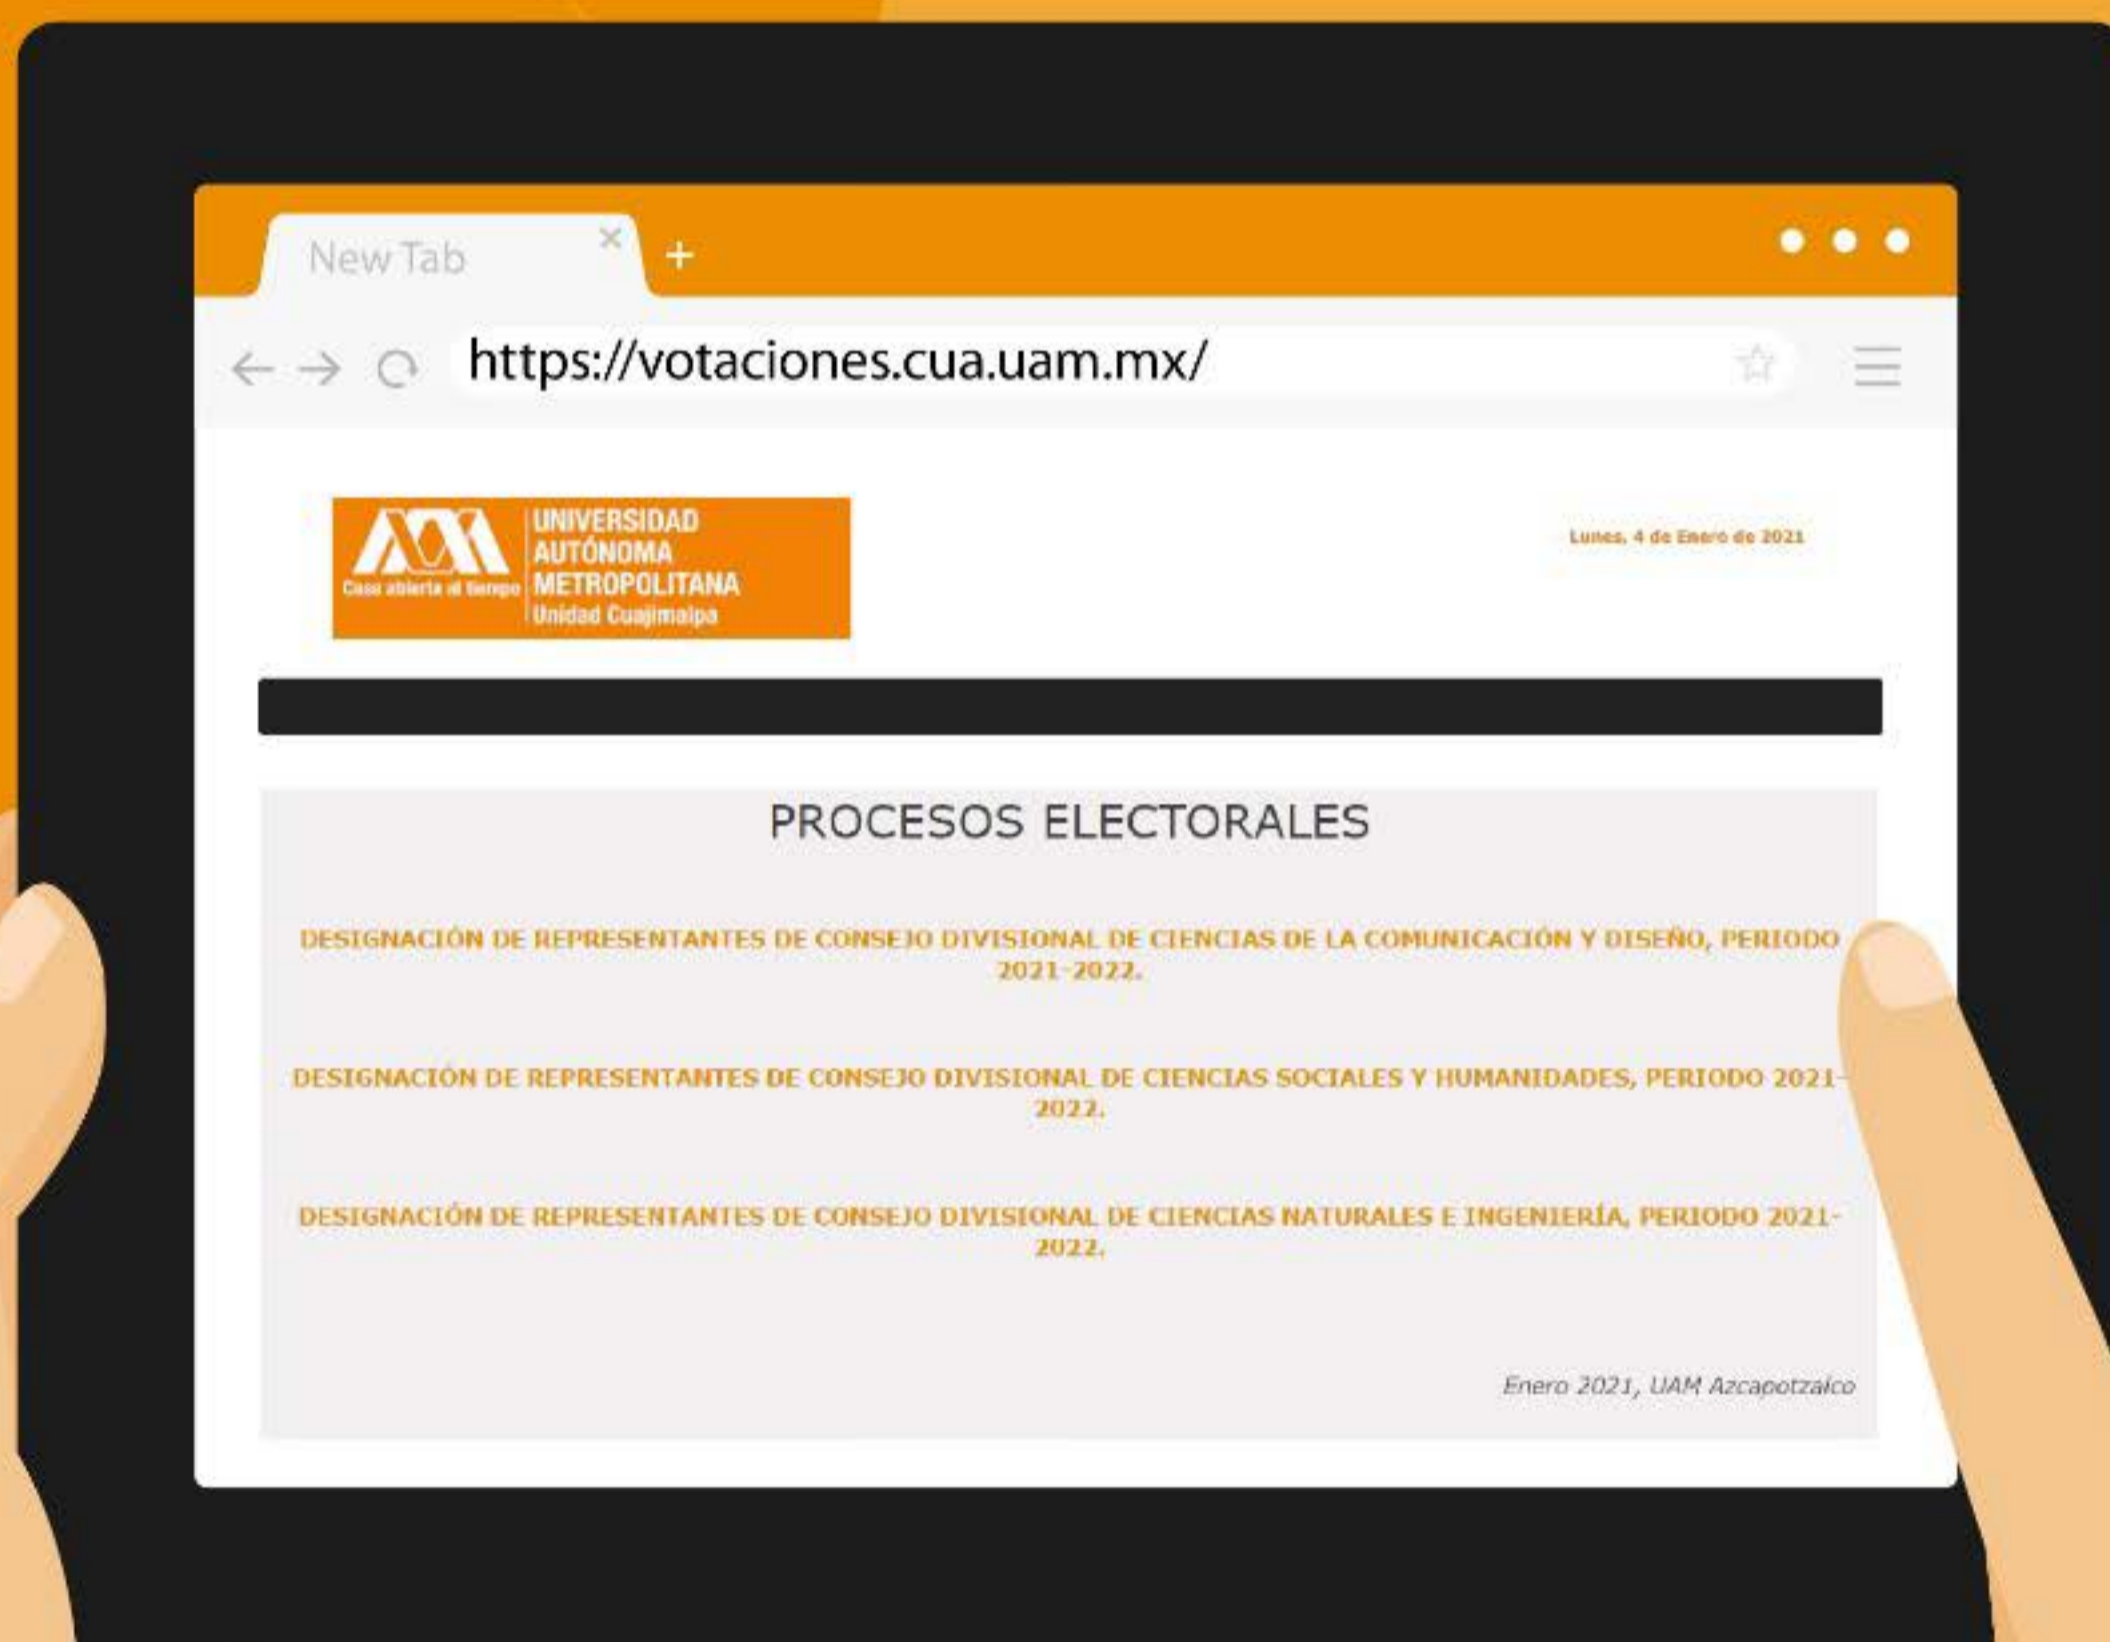 New Tab
https://votaciones.cua.uam.mx/
UNIVERSIDAD
AUTÓNOMA
METROPOLITANA
Unidad Cuajimalpa
Casa abierta al tiempo
Lunes, 4 de Enero de 2021
PROCESOS ELECTORALES
DESIGNACIÓN DE REPRESENTANTES DE CONSEJO DIVISIONAL DE CIENCIAS DE LA COMUNICACIÓN Y DISEÑO, PERIODO
2021-2022.
DESIGNACIÓN DE REPRESENTANTES DE CONSEJO DIVISIONAL DE CIENCIAS SOCIALES Y HUMANIDADES, PERIODO 2021-
2022.
DESIGNACIÓN DE REPRESENTANTES DE CONSEJO DIVISIONAL DE CIENCIAS NATURALES E INGENIERÍA, PERIODO 2021-
2022.
Enero 2021, UAM Azcapotzalco